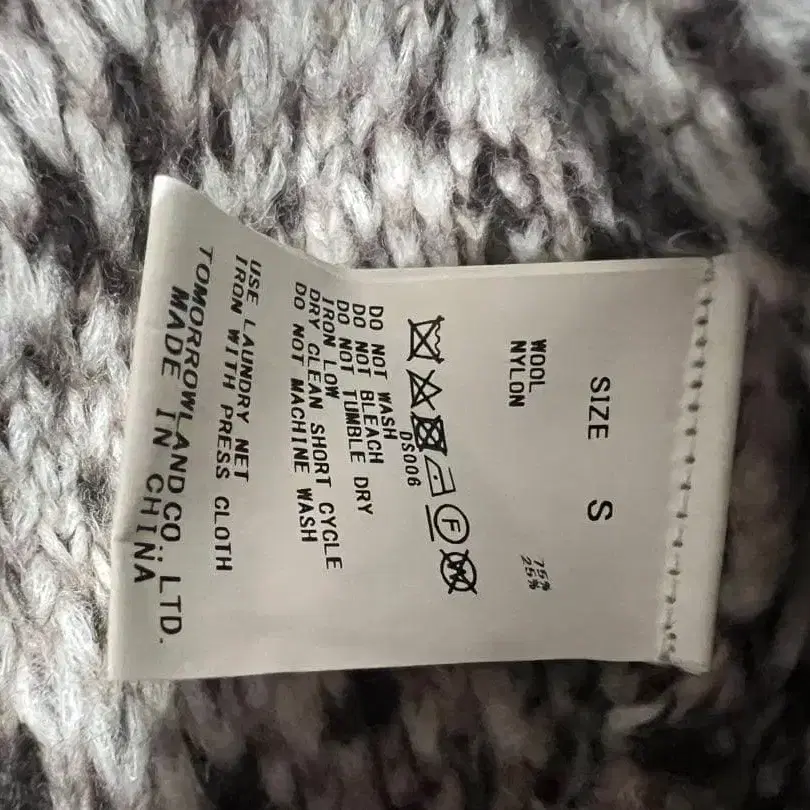 SIZE S
WOOL 75%
NYLON 25%
F
W
DS006
DO NOT WASH
DO NOT BLEACH
DO NOT TUMBLE DRY
IRON LOW
DRY CLEAN SHORT CYCLE
DO NOT MACHINE WASH
USE LAUNDRY NET
IRON WITH PRESS CLOTH
TOMORROWLAND CO., LTD.
MADE IN CHINA